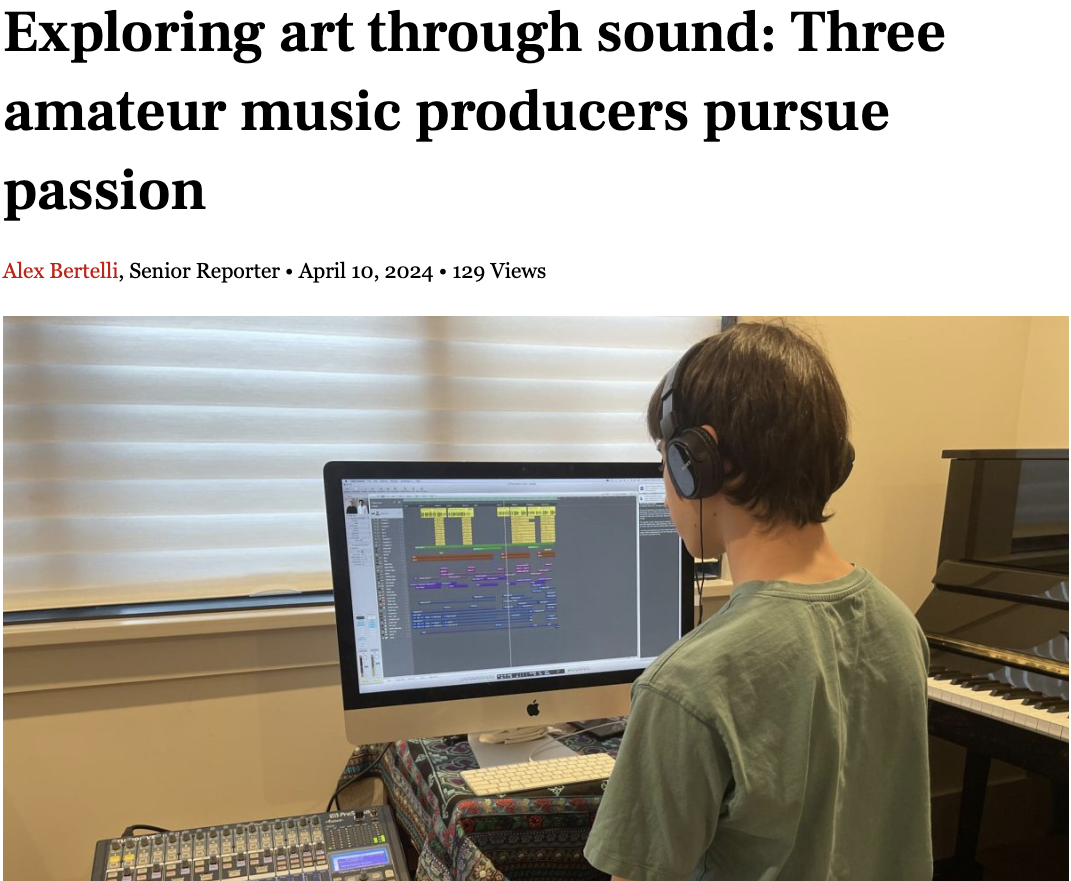 Exploring art through sound: Three
amateur music producers pursue
passion
Alex Bertelli, Senior Reporter • April 10, 2024 • 129 Views
PreSonus